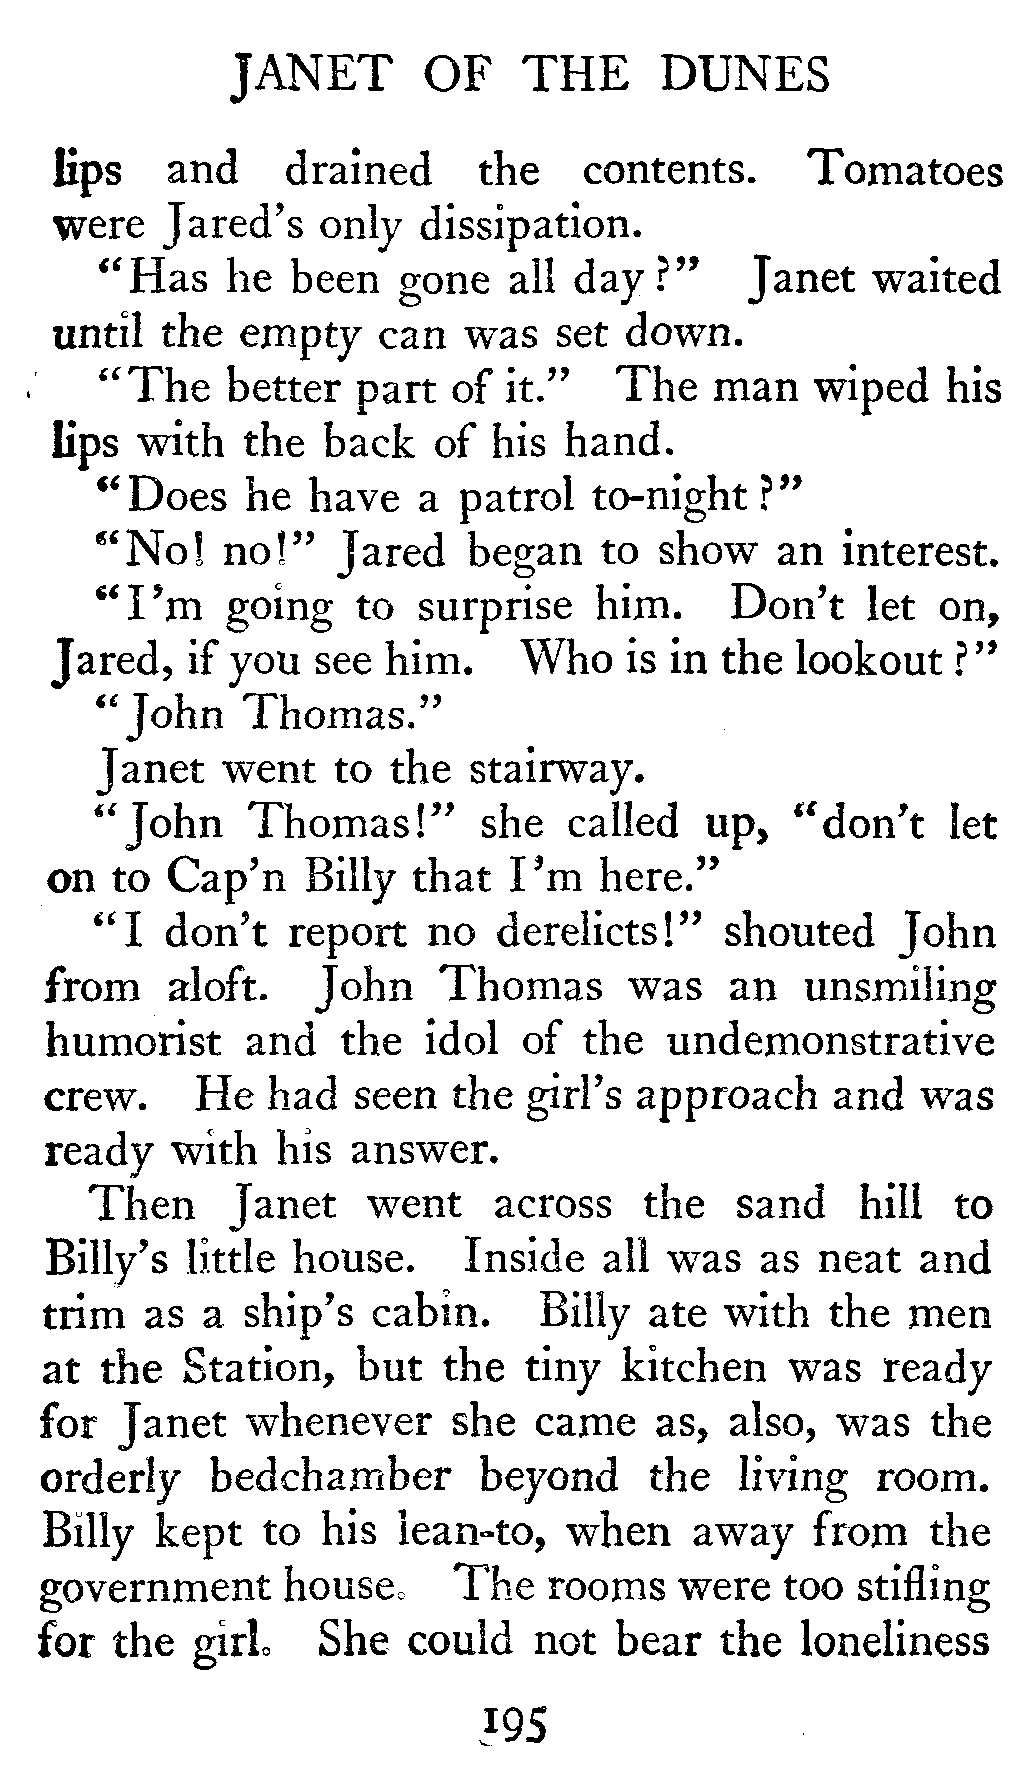 JANET OF THE DUNES
lips and drained the contents. Tomatoes
were Jared's only dissipation.
"Has he been gone all day?" Janet waited
until the empty can was set down.
"The better part of it." The man wiped his
lips with the back of his hand.
"Does he have a patrol to-night?"
"No! no!" Jared began to show an interest.
"I'm going to surprise him. Don't let on,
Jared, if you see him. Who is in the lookout?"
"John Thomas."
Janet went to the stairway.
"John Thomas!" she called up, "don't let
on to Cap'n Billy that I'm here."
"I don't report no derelicts!" shouted John
from aloft. John Thomas was an unsmiling
humorist and the idol of the undemonstrative
crew. He had seen the girl's approach and was
ready with his answer.
Then Janet went across the sand hill to
Billy's little house. Inside all was as neat and
trim as a ship's cabin. Billy ate with the men
at the Station, but the tiny kitchen was ready
for Janet whenever she came as, also, was the
orderly bedchamber beyond the living room.
Billy kept to his lean-to, when away from the
government house. The rooms were too stifling
for the girl. She could not bear the loneliness
195